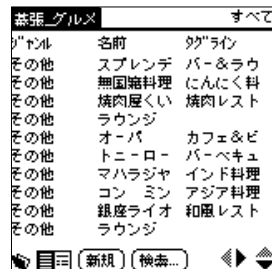 幕張_グルメ すべて
ジャンル 名前 タグライン
その他 スプレンデ バー&ラウ
その他 無国籍料理 にんにく料
その他 焼肉屋くい 焼肉レスト
その他 ラウンジ
その他 オーパ カフェ&ビ
その他 トニーロー バーベキュ
その他 マハラジャ インド料理
その他 コン ミン アジア料理
その他 銀座ライオ 和風レスト
その他 ラウンジ
新規 検索...